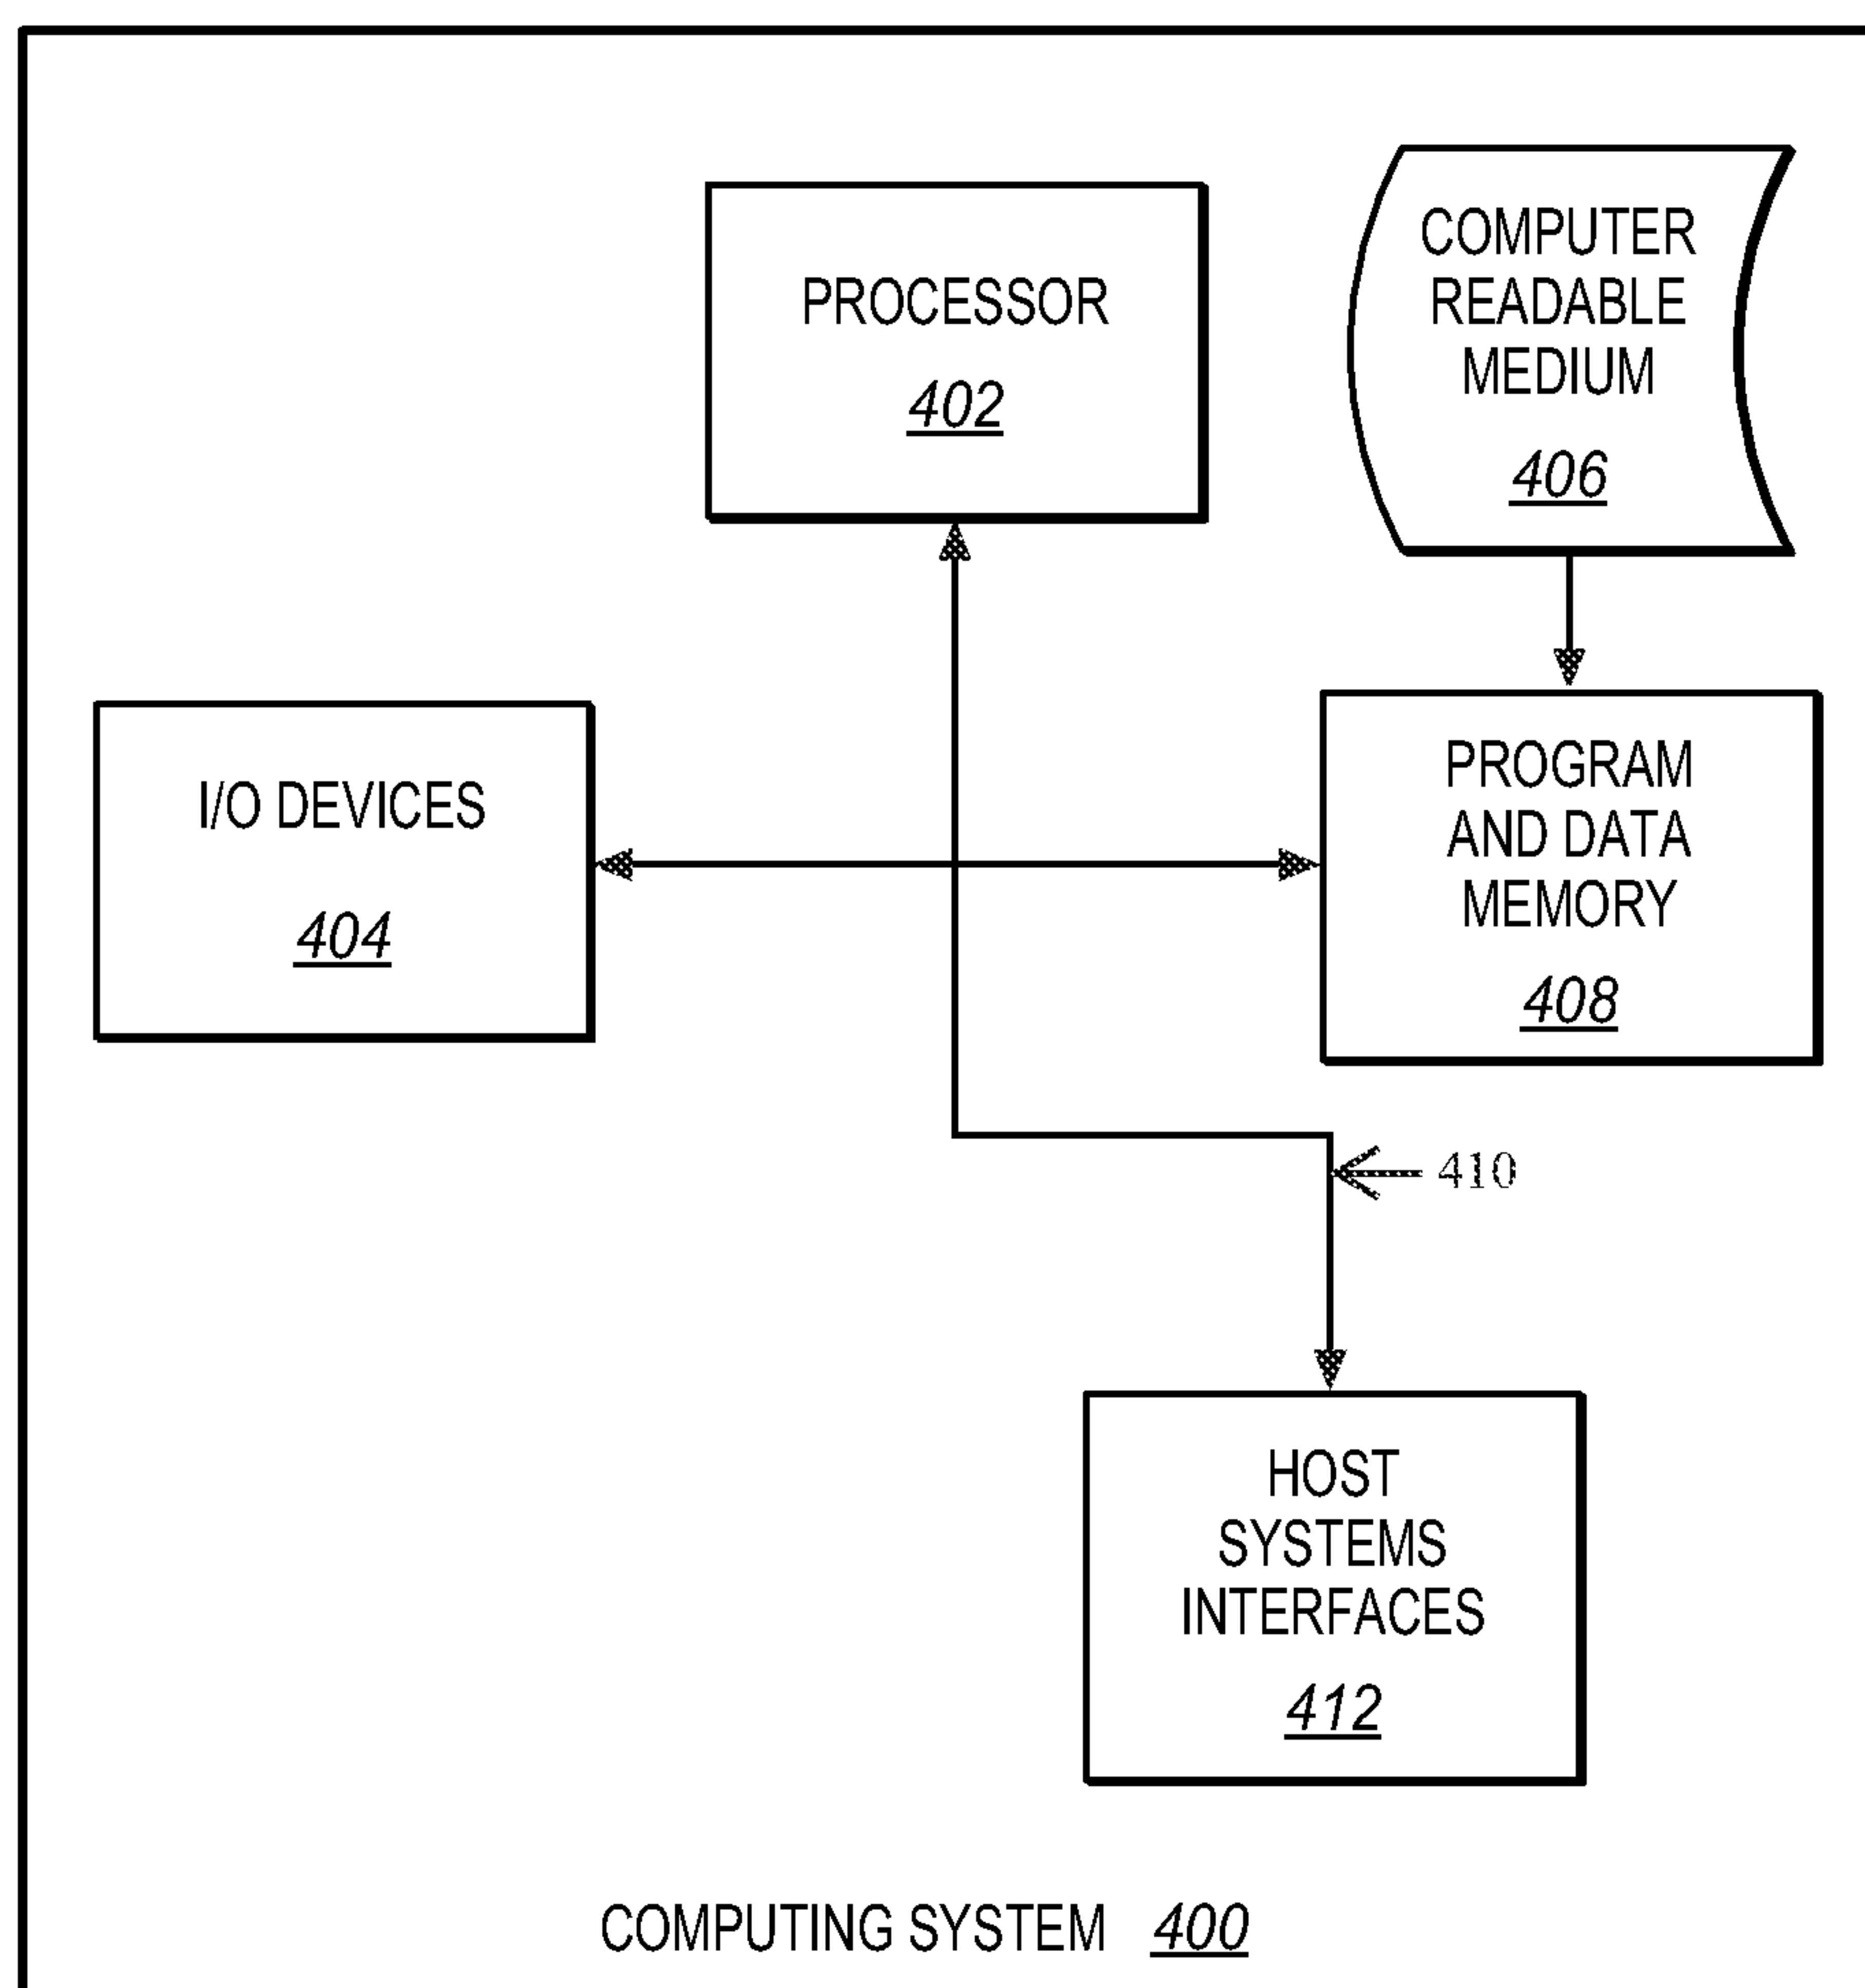 PROCESSOR
402
COMPUTER
READABLE
MEDIUM
406
I/O DEVICES
404
PROGRAM
AND DATA
MEMORY
408
410
HOST
SYSTEMS
INTERFACES
412
COMPUTING SYSTEM 400